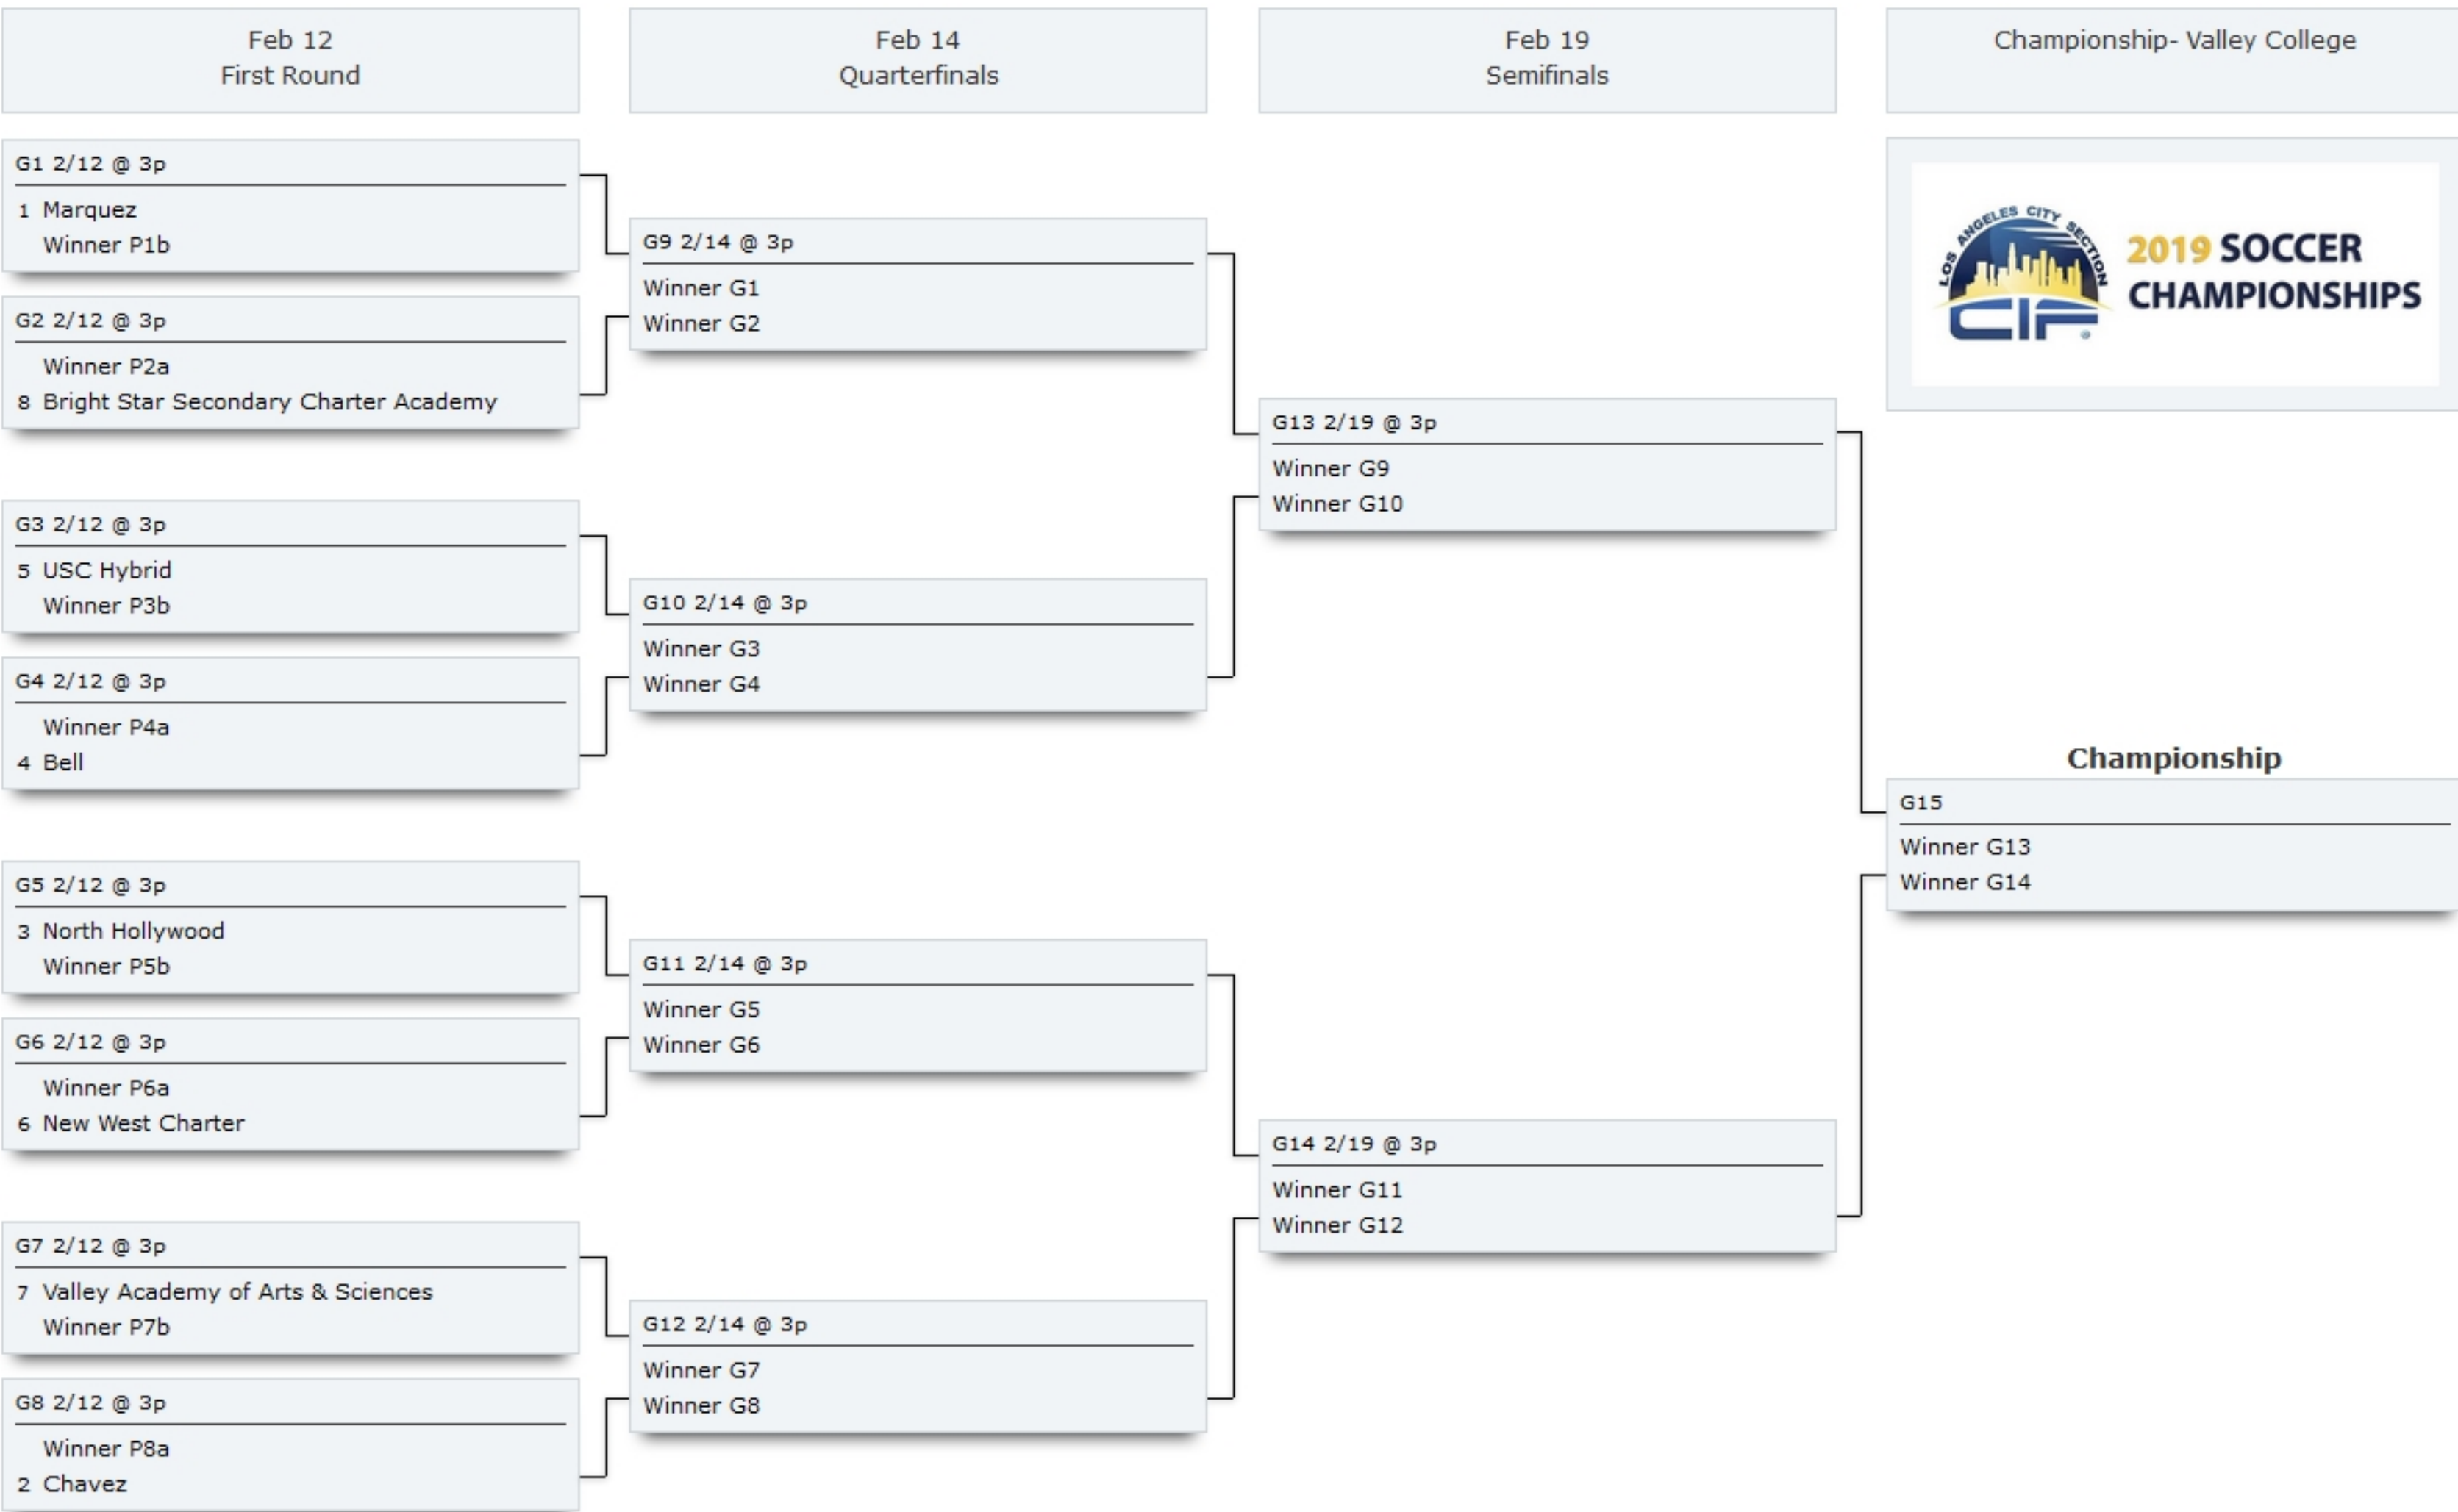 Feb 12
First Round
Feb 14
Quarterfinals
Feb 19
Semifinals
Championship- Valley College
G1 2/12 @ 3p
1 Marquez
Winner P1b
G2 2/12 @ 3p
Winner P2a
8 Bright Star Secondary Charter Academy
G3 2/12 @ 3p
5 USC Hybrid
Winner P3b
G4 2/12 @ 3p
Winner P4a
4 Bell
G5 2/12 @ 3p
3 North Hollywood
Winner P5b
G6 2/12 @ 3p
Winner P6a
6 New West Charter
G7 2/12 @ 3p
7 Valley Academy of Arts & Sciences
Winner P7b
G8 2/12 @ 3p
Winner P8a
2 Chavez
G9 2/14 @ 3p
Winner G1
Winner G2
G10 2/14 @ 3p
Winner G3
Winner G4
G11 2/14 @ 3p
Winner G5
Winner G6
G12 2/14 @ 3p
Winner G7
Winner G8
G13 2/19 @ 3p
Winner G9
Winner G10
G14 2/19 @ 3p
Winner G11
Winner G12
LOS ANGELES CITY SECTION
CIF®
2019 SOCCER
CHAMPIONSHIPS
Championship
G15
Winner G13
Winner G14